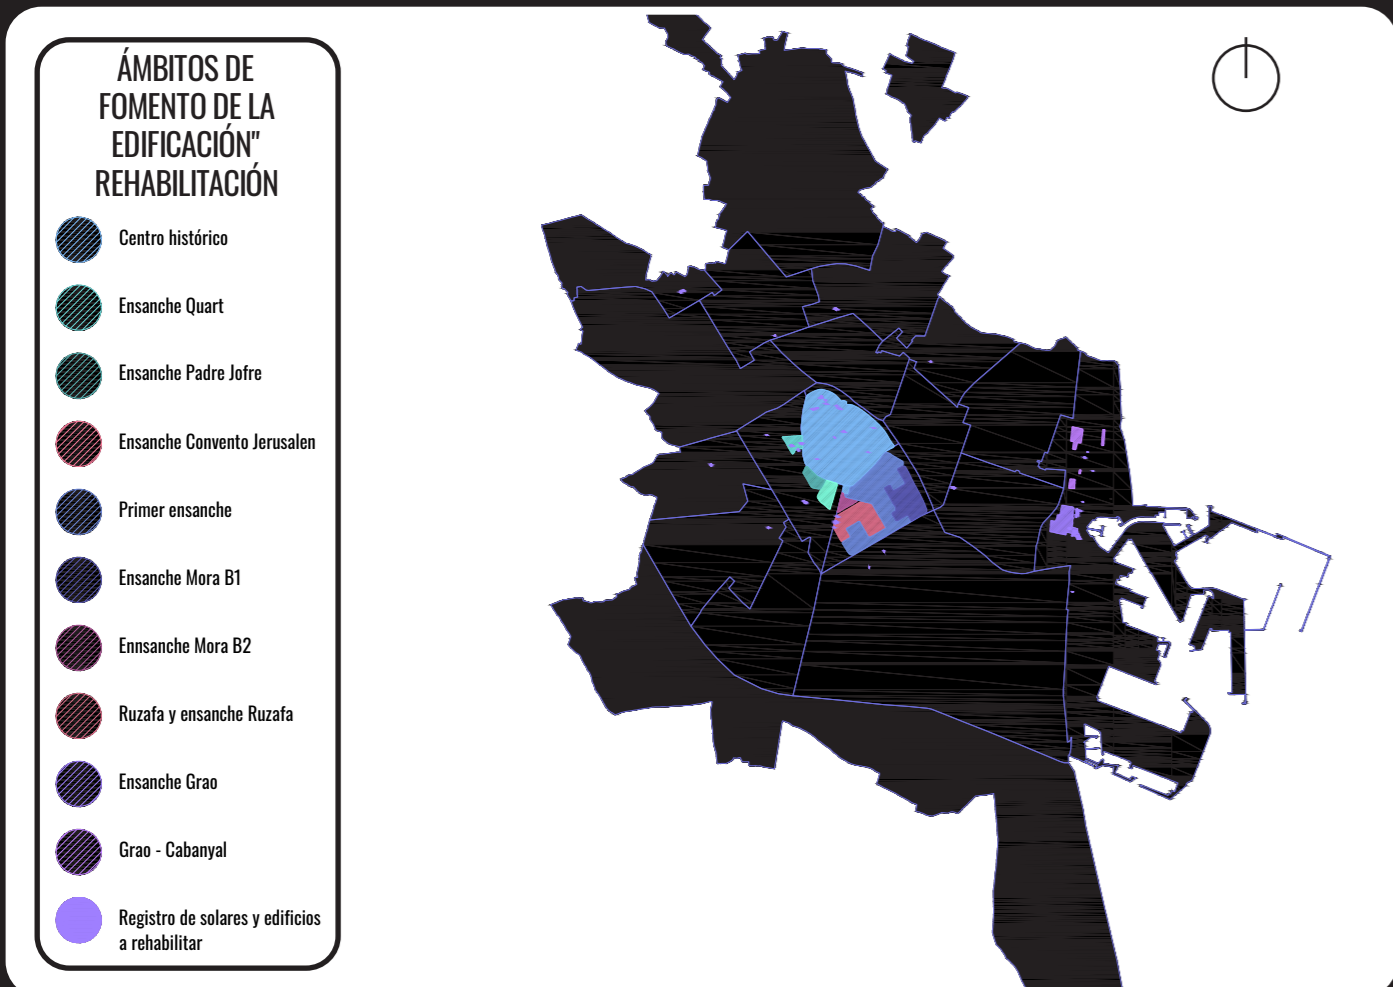 ÁMBITOS DE
FOMENTO DE LA
EDIFICACIÓN"
REHABILITACIÓN
Centro histórico
Ensanche Quart
Ensanche Padre Jofre
Ensanche Convento Jerusalen
Primer ensanche
Ensanche Mora B1
Ennsanche Mora B2
Ruzafa y ensanche Ruzafa
Ensanche Grao
Grao - Cabanyal
Registro de solares y edificios
a rehabilitar